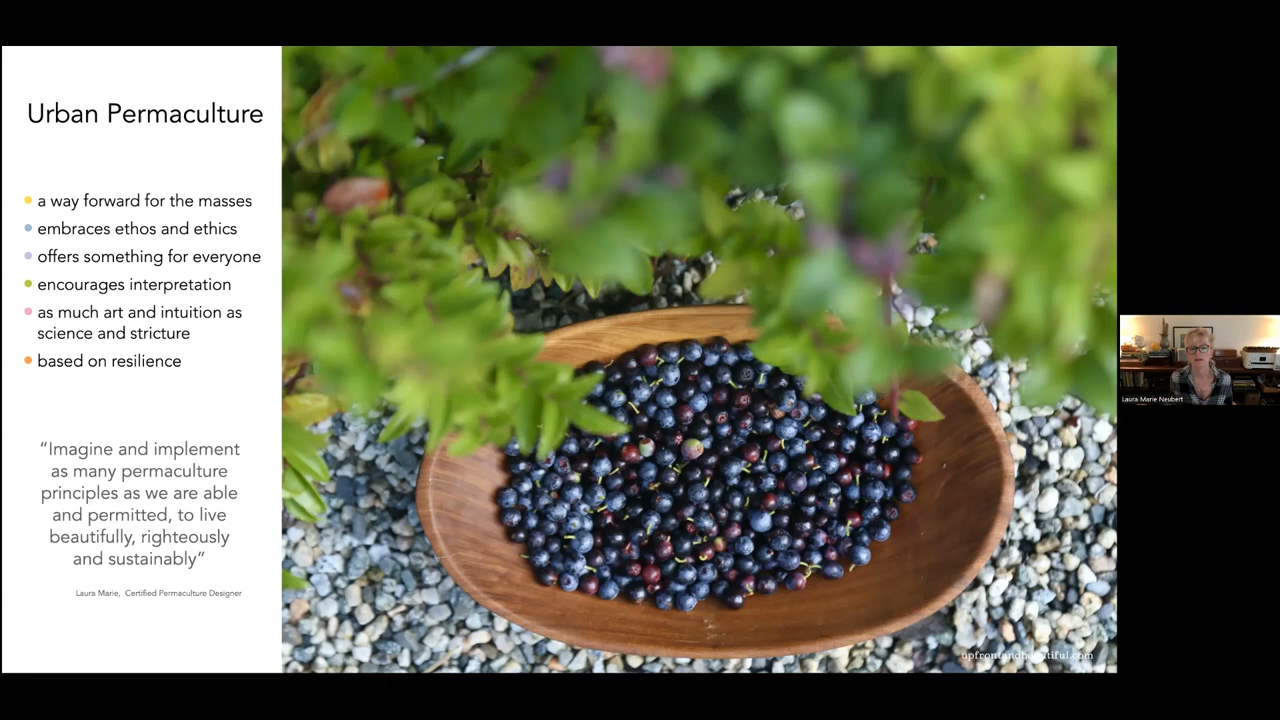 Urban Permaculture
a way forward for the masses
embraces ethos and ethics
offers something for everyone
encourages interpretation
as much art and intuition as
science and stricture
based on resilience
“Imagine and implement
as many permaculture
principles as we are able
and permitted, to live
beautifully, righteously
and sustainably”
Laura Marie, Certified Permaculture Designer
upfrontandbeautiful.com
Laura Marie Neubert